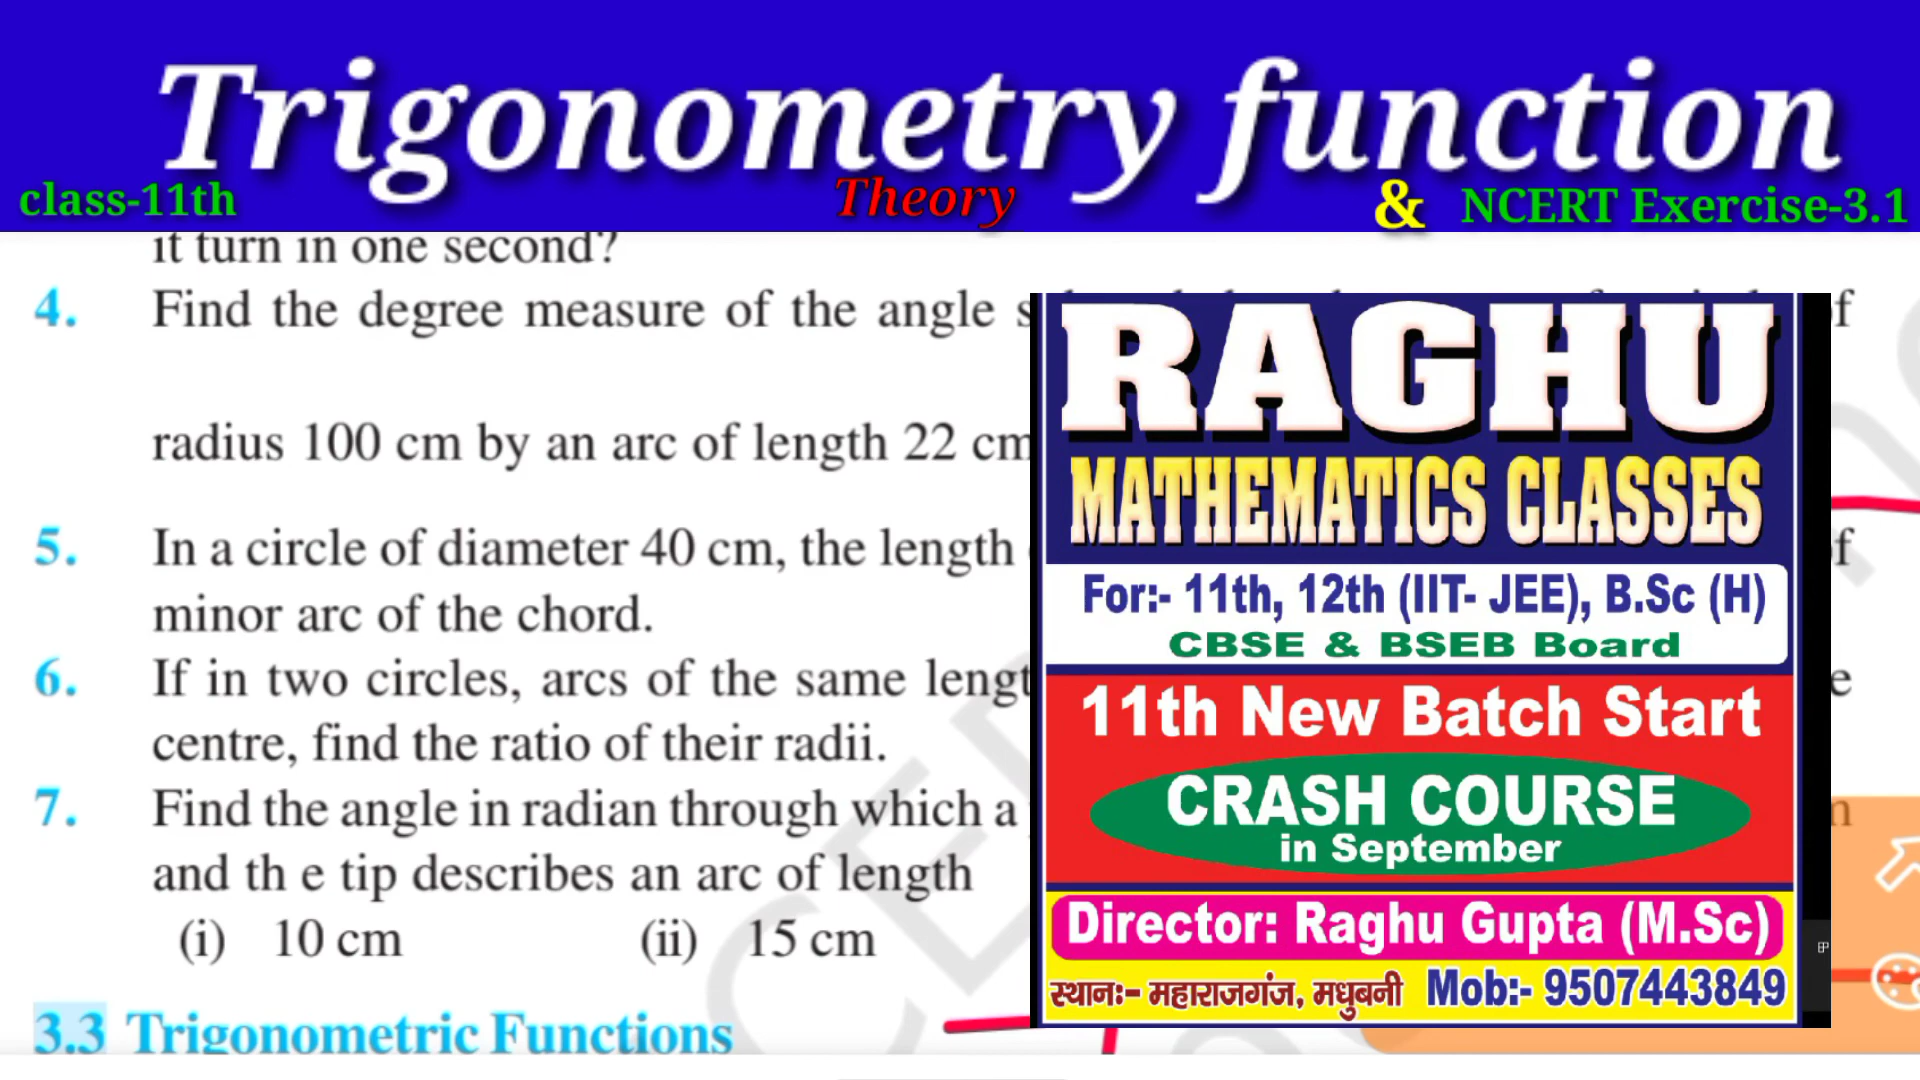 Trigonometry function
class-11th Theory & NCERT Exercise-3.1
it turn in one second?
4. Find the degree measure of the angle
radius 100 cm by an arc of length 22 cm
5. In a circle of diameter 40 cm, the length
minor arc of the chord.
6. If in two circles, arcs of the same
centre, find the ratio of their radii.
7. Find the angle in radian through which a
and th e tip describes an arc of length
(i) 10 cm (ii) 15 cm
3.3 Trigonometric Functions
RAGHU
MATHEMATICS CLASSES
For:- 11th, 12th (IIT- JEE), B.Sc (H)
CBSE & BSEB Board
11th New Batch Start
CRASH COURSE
in September
Director: Raghu Gupta (M.Sc)
स्थानः- महाराजगंज, मधुबनी Mob:- 9507443849